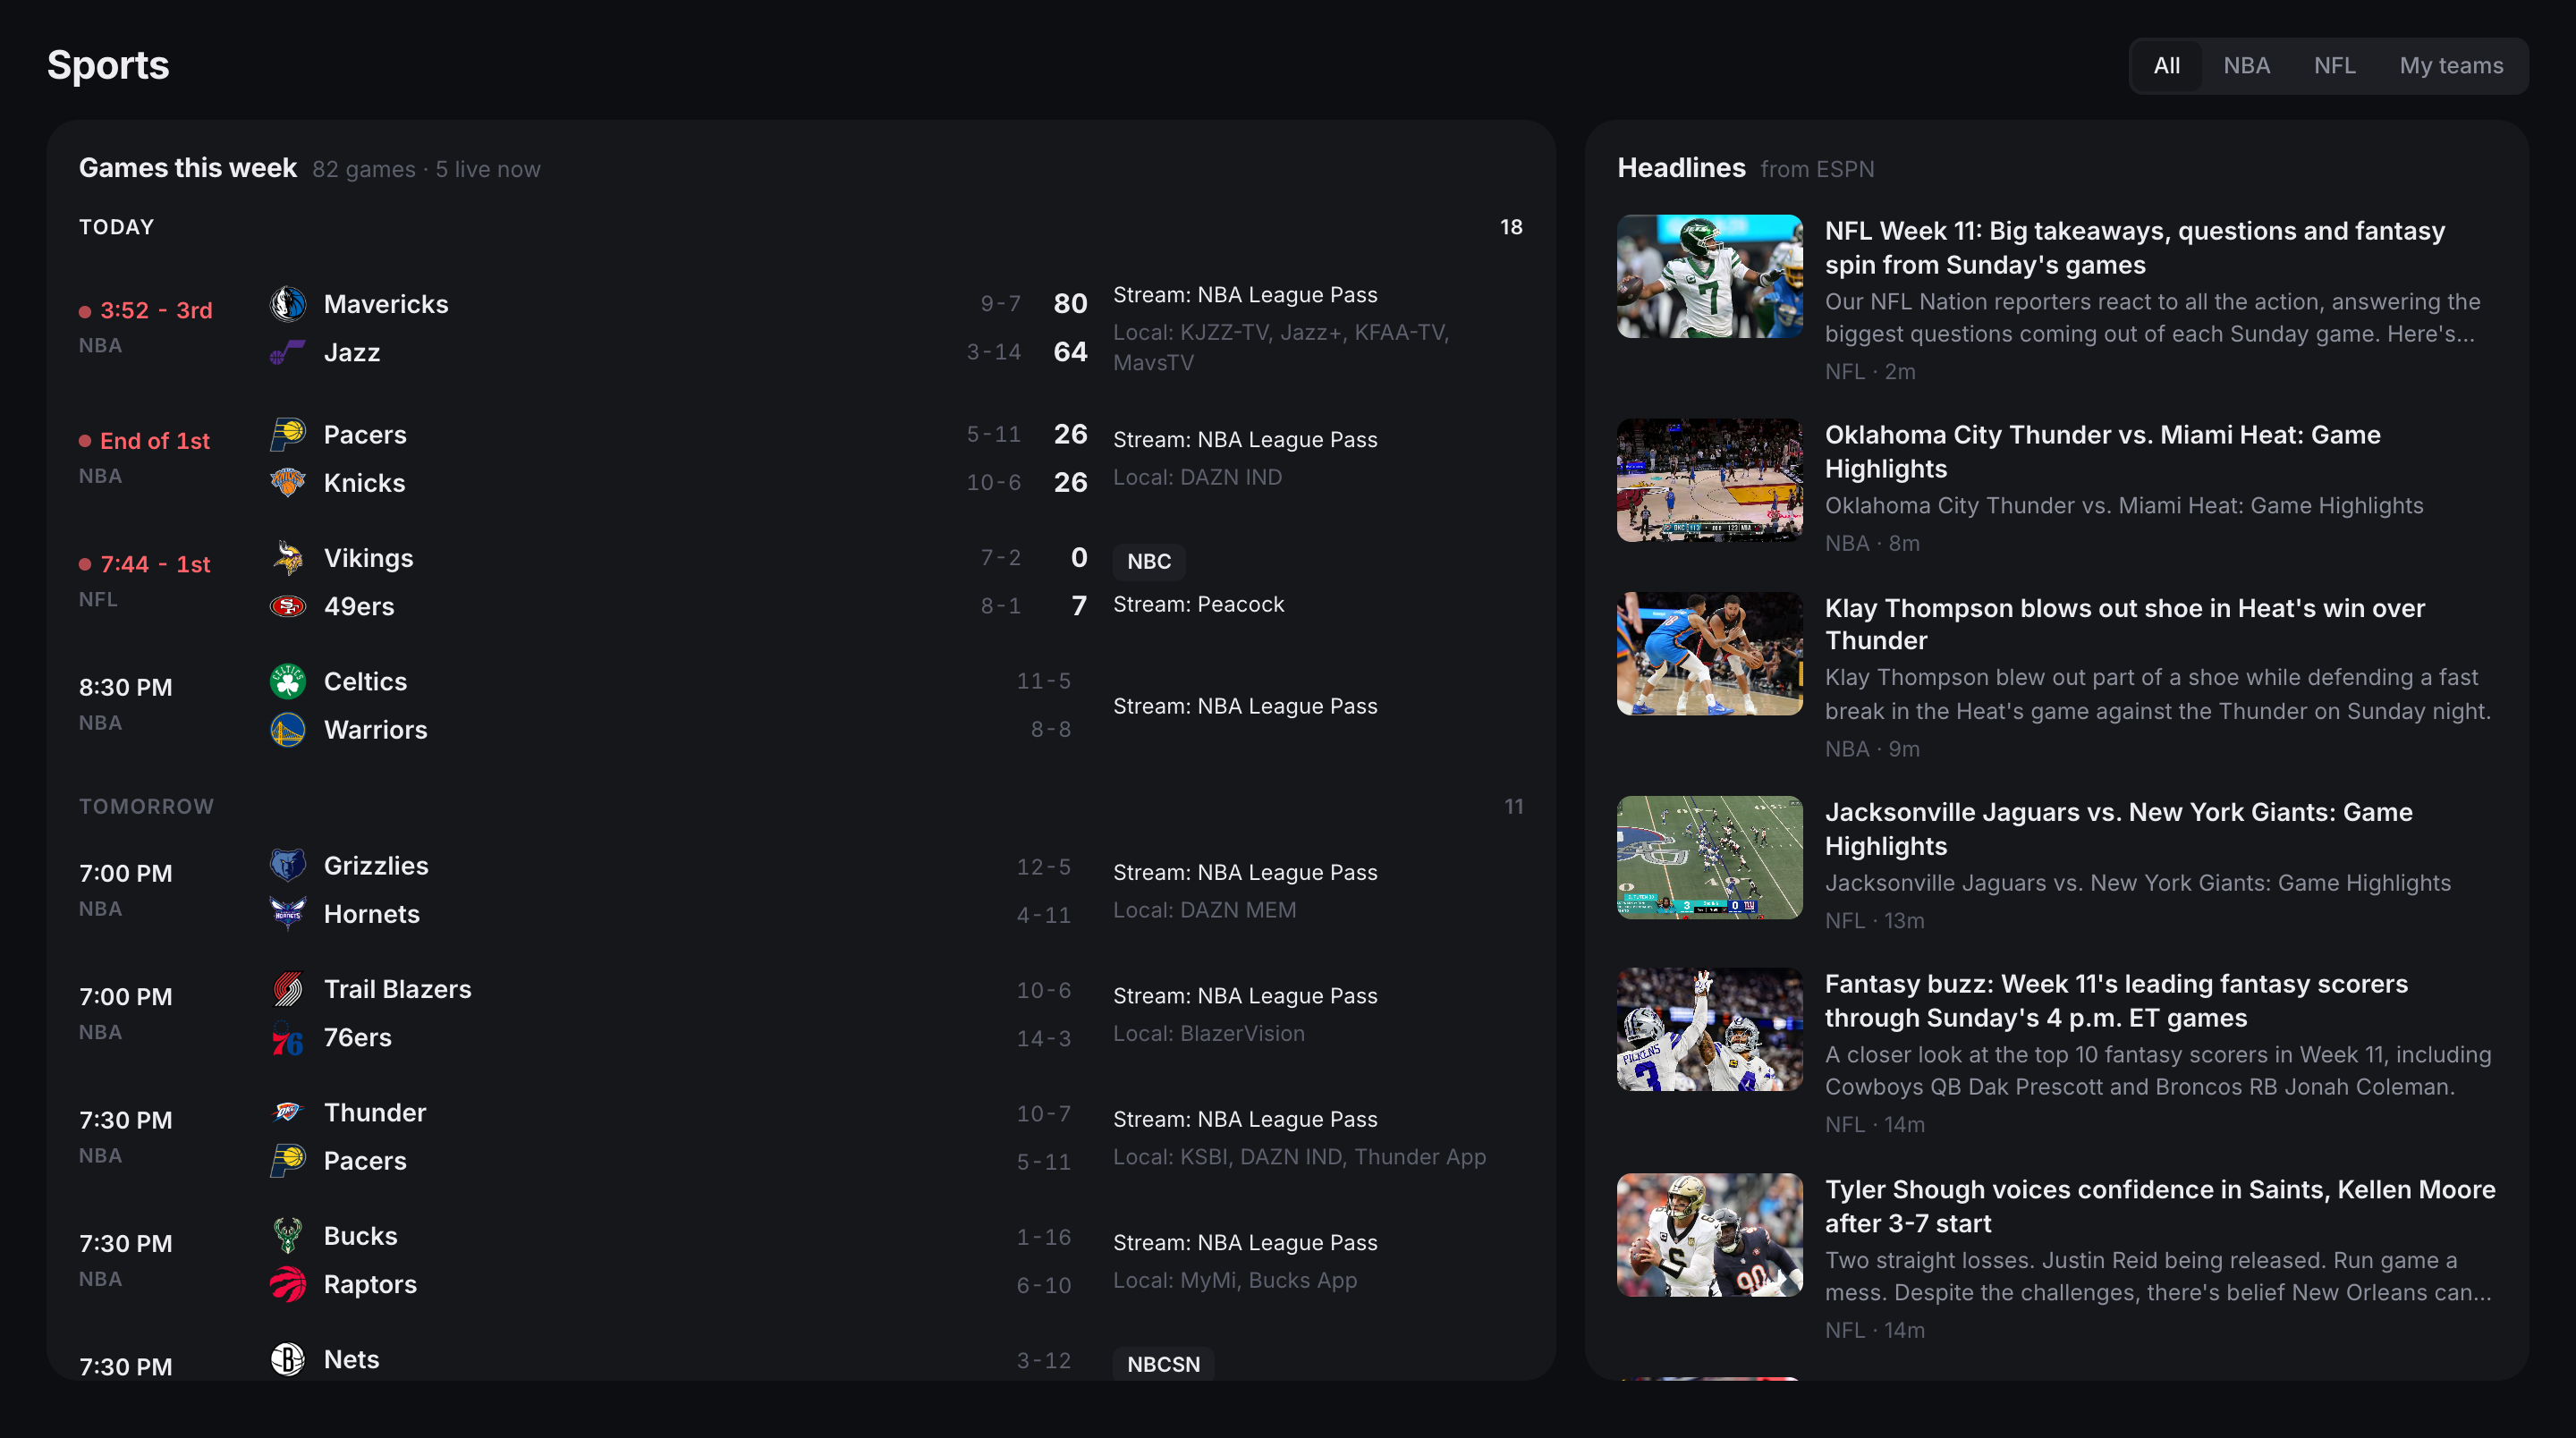 Sports
All
NBA
NFL
My teams
Games this week 82 games · 5 live now
TODAY
18
3:52 - 3rd
NBA
Mavericks
9-7
80
Jazz
3-14
64
Stream: NBA League Pass
Local: KJZZ-TV, Jazz+, KFAA-TV,
MavsTV
End of 1st
NBA
Pacers
5-11
26
Knicks
10-6
26
Stream: NBA League Pass
Local: DAZN IND
7:44 - 1st
NFL
Vikings
7-2
0
49ers
8-1
7
NBC
Stream: Peacock
8:30 PM
NBA
Celtics
11-5
Warriors
8-8
Stream: NBA League Pass
TOMORROW
11
7:00 PM
NBA
Grizzlies
12-5
Hornets
4-11
Stream: NBA League Pass
Local: DAZN MEM
7:00 PM
NBA
Trail Blazers
10-6
76ers
14-3
Stream: NBA League Pass
Local: BlazerVision
7:30 PM
NBA
Thunder
10-7
Pacers
5-11
Stream: NBA League Pass
Local: KSBI, DAZN IND, Thunder App
7:30 PM
NBA
Bucks
1-16
Raptors
6-10
Stream: NBA League Pass
Local: MyMi, Bucks App
7:30 PM
Nets
3-12
NBCSN
Headlines from ESPN
NFL Week 11: Big takeaways, questions and fantasy
spin from Sunday's games
Our NFL Nation reporters react to all the action, answering the
biggest questions coming out of each Sunday game. Here's...
NFL · 2m
Oklahoma City Thunder vs. Miami Heat: Game
Highlights
Oklahoma City Thunder vs. Miami Heat: Game Highlights
NBA · 8m
Klay Thompson blows out shoe in Heat's win over
Thunder
Klay Thompson blew out part of a shoe while defending a fast
break in the Heat's game against the Thunder on Sunday night.
NBA · 9m
Jacksonville Jaguars vs. New York Giants: Game
Highlights
Jacksonville Jaguars vs. New York Giants: Game Highlights
NFL · 13m
Fantasy buzz: Week 11's leading fantasy scorers
through Sunday's 4 p.m. ET games
A closer look at the top 10 fantasy scorers in Week 11, including
Cowboys QB Dak Prescott and Broncos RB Jonah Coleman.
NFL · 14m
Tyler Shough voices confidence in Saints, Kellen Moore
after 3-7 start
Two straight losses. Justin Reid being released. Run game a
mess. Despite the challenges, there's belief New Orleans can...
NFL · 14m